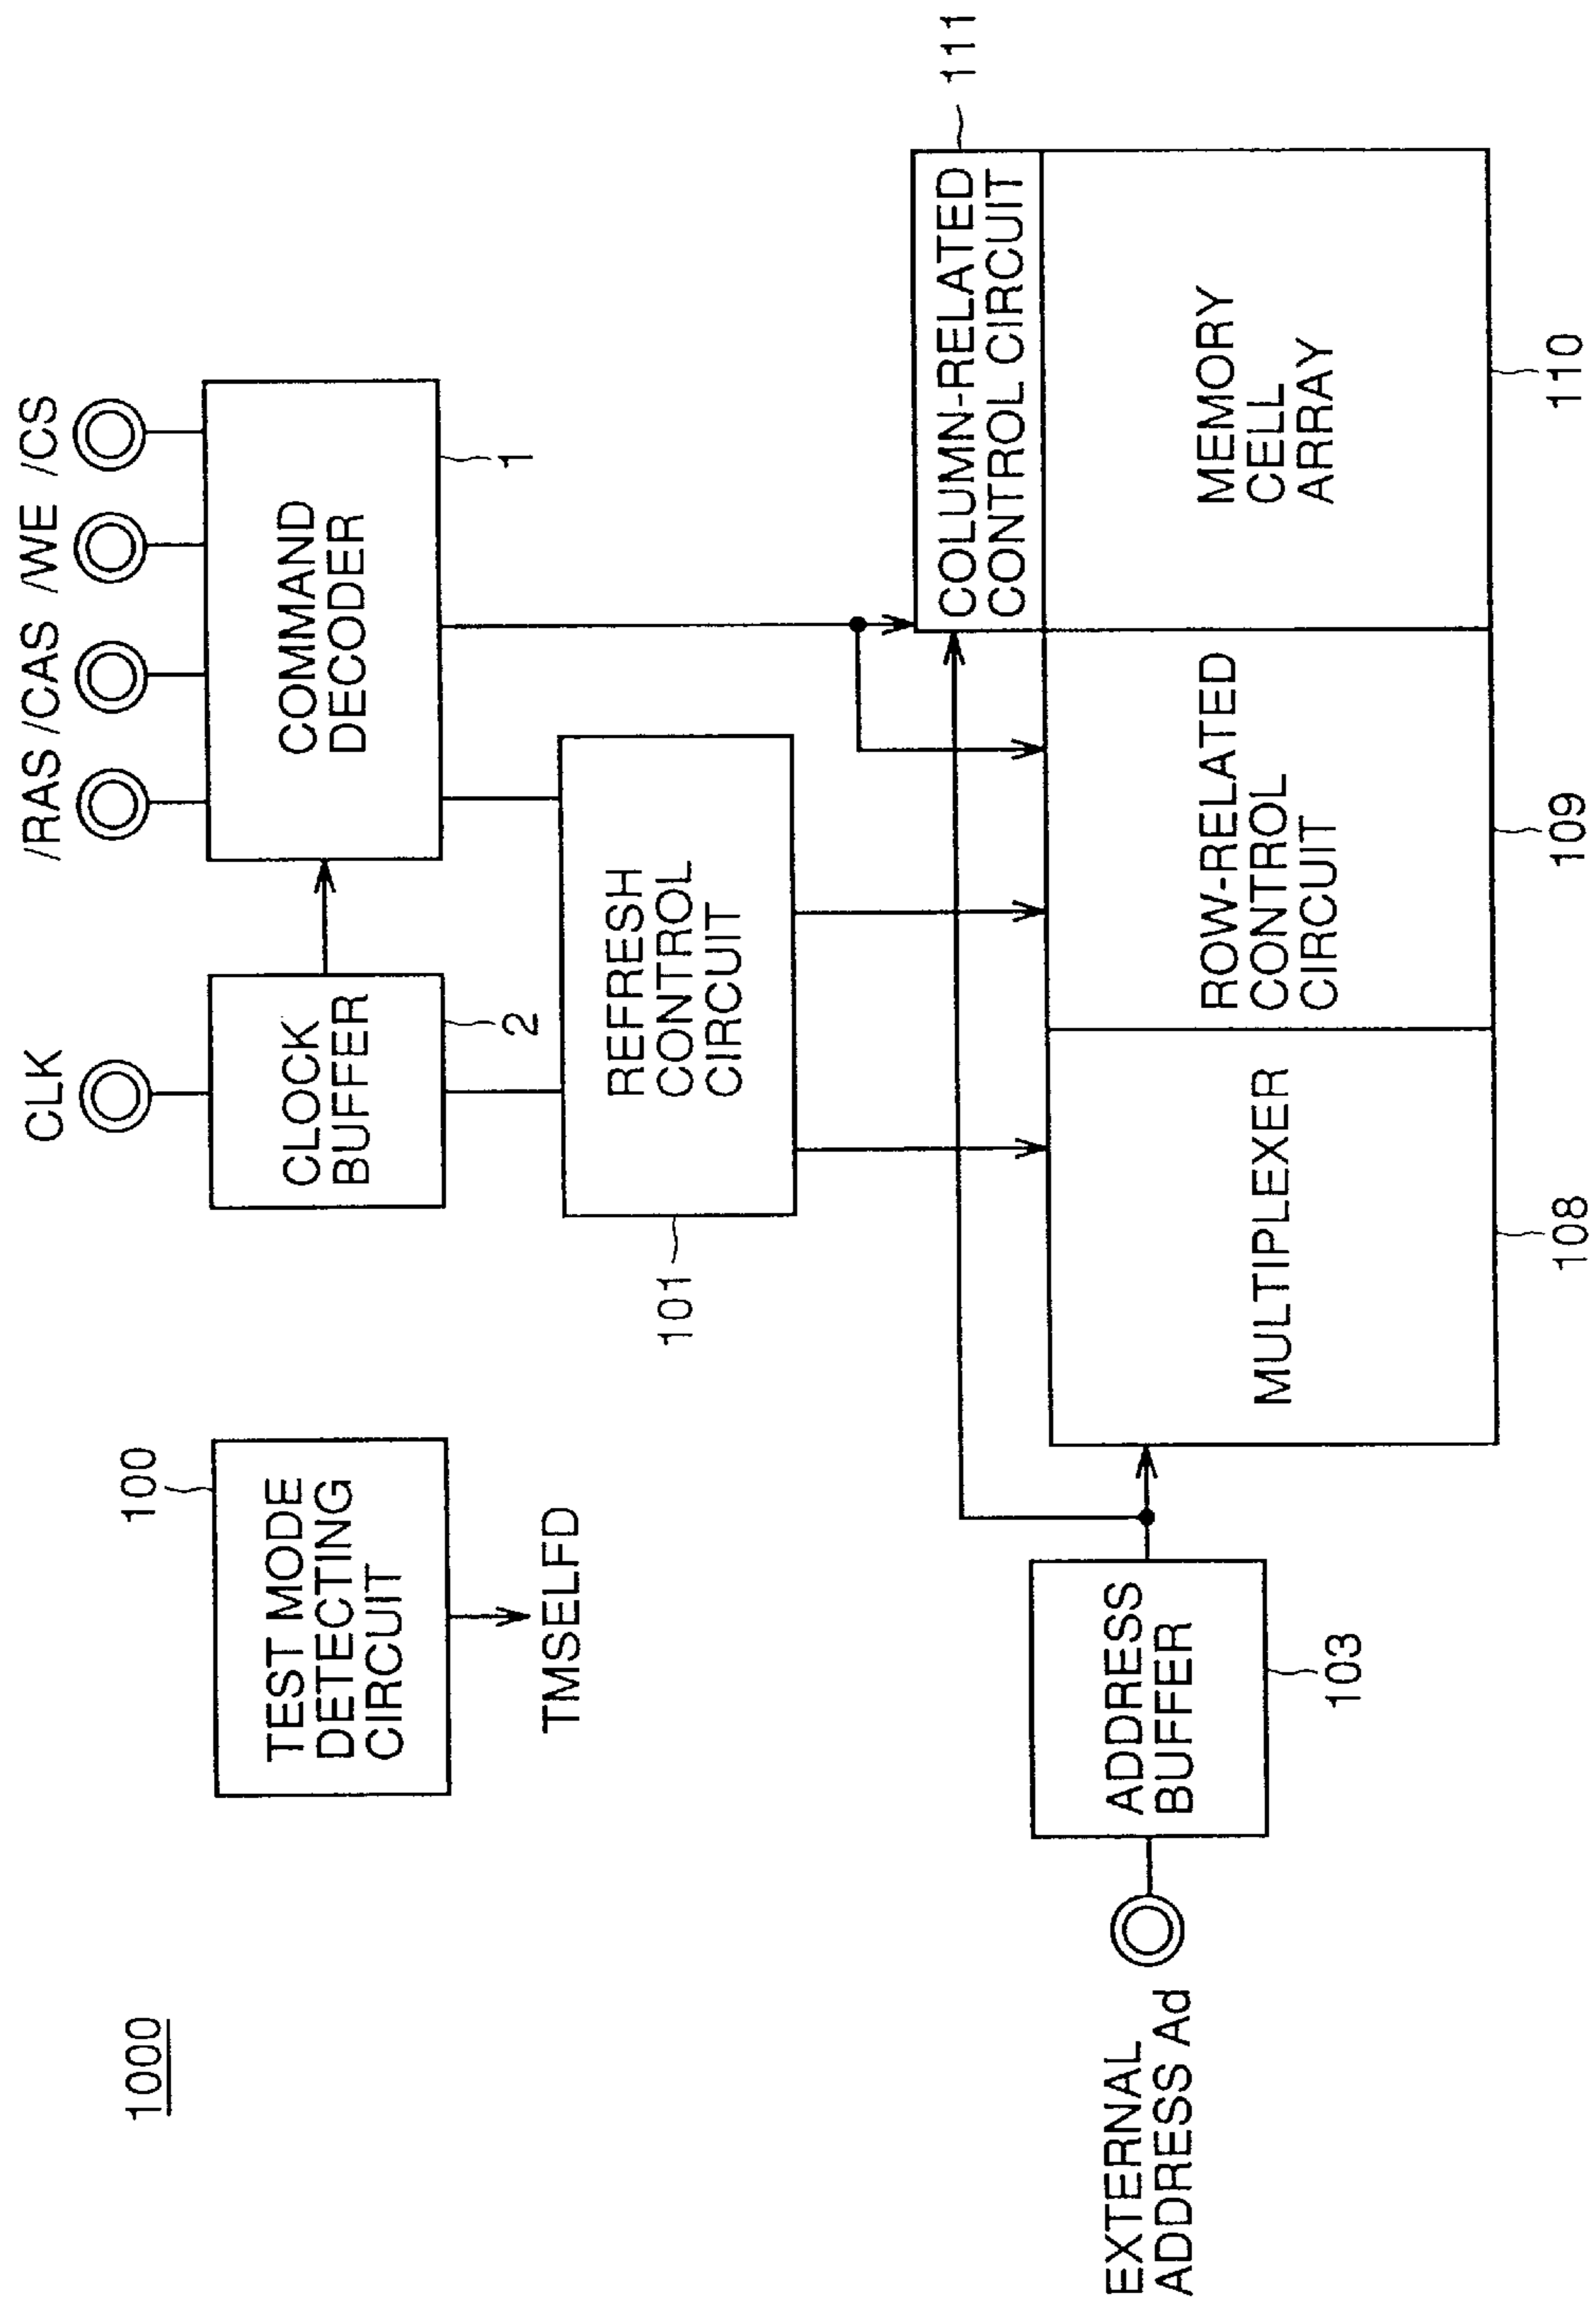 1000
100
TEST MODE
DETECTING
CIRCUIT
TMSELFD
CLK
CLOCK
BUFFER
2
/RAS /CAS /WE /CS
COMMAND
DECODER
1
101
REFRESH
CONTROL
CIRCUIT
EXTERNAL
ADDRESS Ad
ADDRESS
BUFFER
103
MULTIPLEXER
108
ROW-RELATED
CONTROL
CIRCUIT
109
COLUMN-RELATED
CONTROL CIRCUIT
111
MEMORY
CELL
ARRAY
110